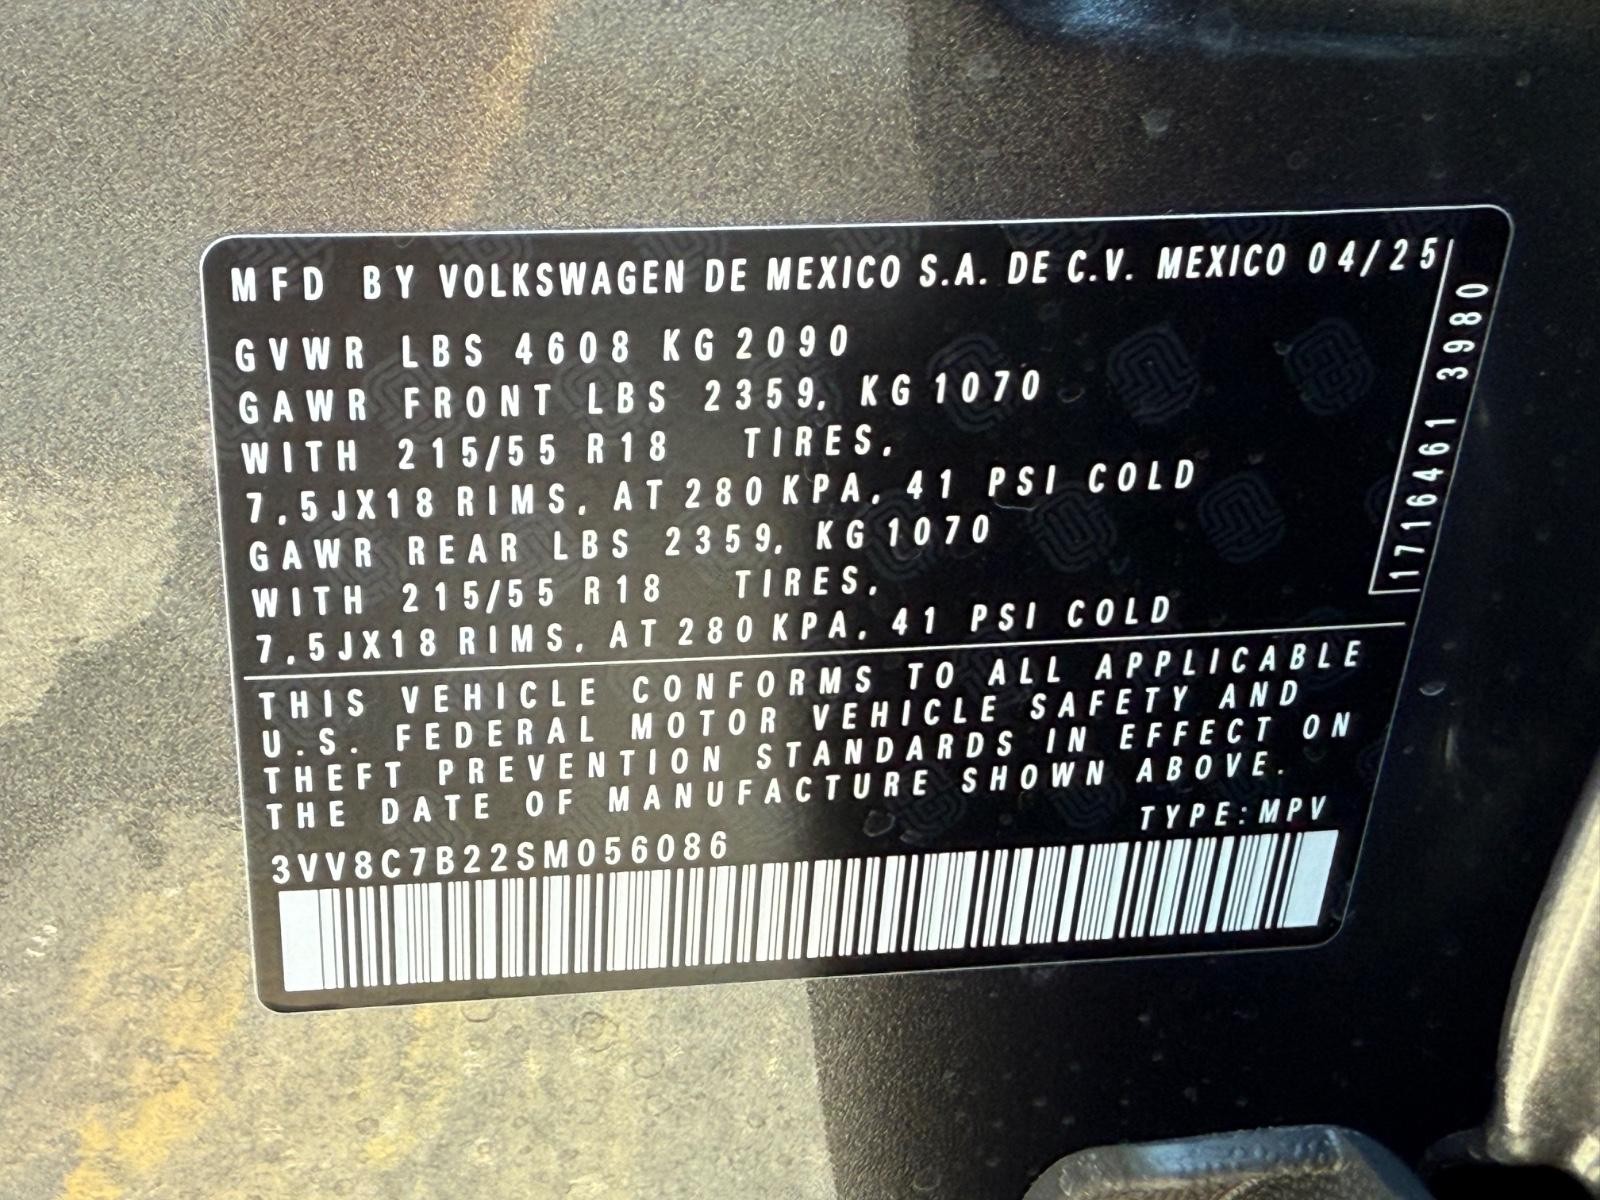 MFD BY VOLKSWAGEN DE MEXICO S.A. DE C.V. MEXICO 04/25
GVWR LBS 4608 KG 2090
GAWR FRONT LBS 2359, KG 1070
WITH 215/55 R18 TIRES,
7.5JX18 RIMS, AT 280 KPA, 41 PSI COLD
GAWR REAR LBS 2359, KG 1070
WITH 215/55 R18 TIRES,
7.5JX18 RIMS, AT 280 KPA, 41 PSI COLD
1716461 3980
THIS VEHICLE CONFORMS TO ALL APPLICABLE
U.S. FEDERAL MOTOR VEHICLE SAFETY AND
THEFT PREVENTION STANDARDS IN EFFECT ON
THE DATE OF MANUFACTURE SHOWN ABOVE.
TYPE: MPV
3VV8C7B22SM056086